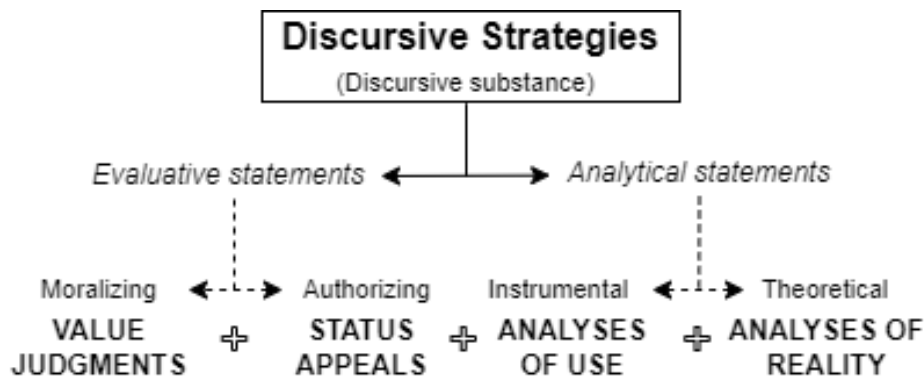 Discursive Strategies
(Discursive substance)
Evaluative statements
Analytical statements
Moralizing
Authorizing
Instrumental
Theoretical
VALUE
JUDGMENTS
STATUS
APPEALS
ANALYSES
OF USE
ANALYSES OF
REALITY